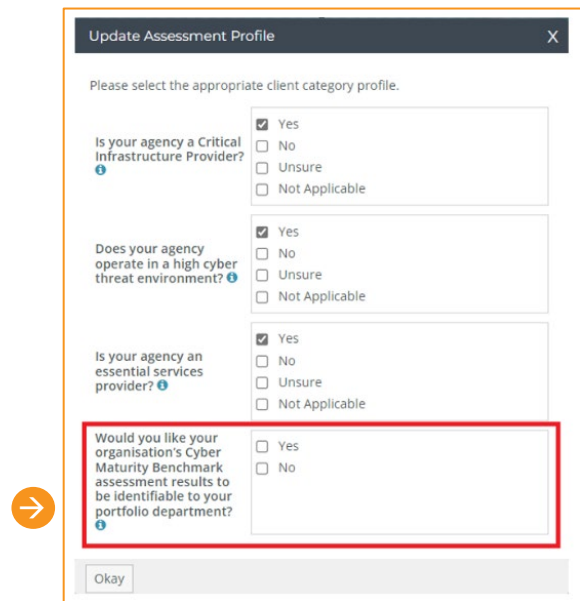 Update Assessment Profile X
Please select the appropriate client category profile.
Is your agency a Critical
Infrastructure Provider?
Yes
No
Unsure
Not Applicable
Does your agency
operate in a high cyber
threat environment?
Yes
No
Unsure
Not Applicable
Is your agency an
essential services
provider?
Yes
No
Unsure
Not Applicable
Would you like your
organisation's Cyber
Maturity Benchmark
assessment results to
be identifiable to your
portfolio department?
Yes
No
Okay